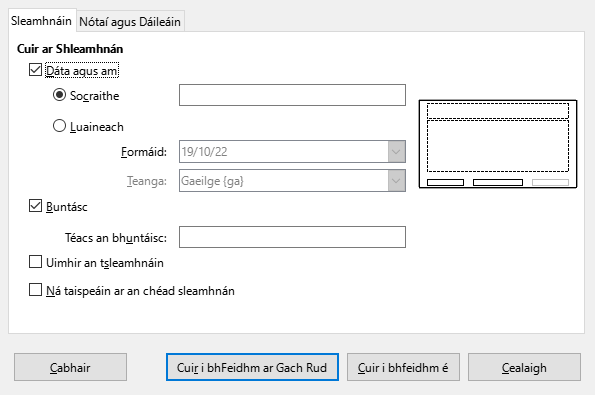 Sleamhnáin Nótaí agus Dáileáin
Cuir ar Shleamhnán
Dáta agus am
Socraithe
Luaineach
Formáid: 19/10/22
Teanga: Gaeilge {ga}
Buntásc
Téacs an bhuntáisc:
Uimhir an tsleamhnáin
Ná taispeáin ar an chéad sleamhnán
Cabhair Cuir i bhFeidhm ar Gach Rud Cuir i bhfeidhm é Cealaigh